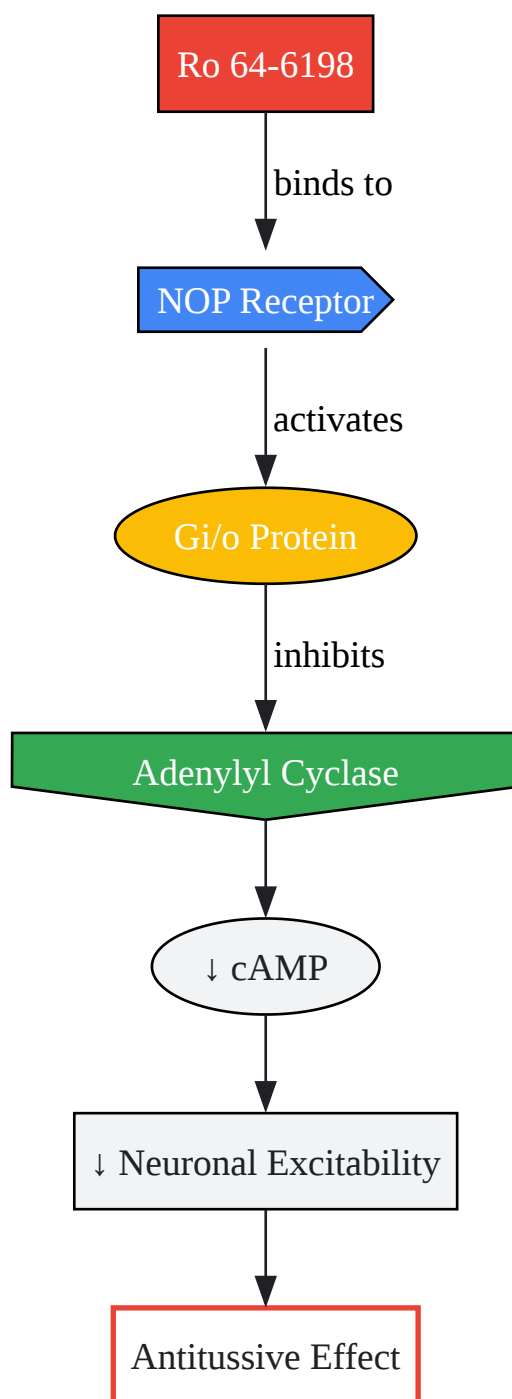 Ro 64-6198
binds to
NOP Receptor
activates
Gi/o Protein
inhibits
Adenylyl Cyclase
↓ cAMP
↓ Neuronal Excitability
Antitussive Effect